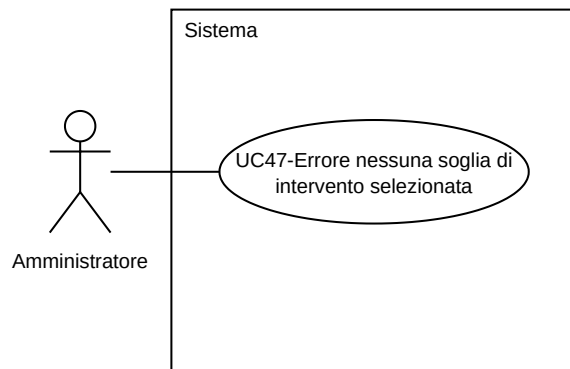 Sistema
UC47-Errore nessuna soglia di
intervento selezionata
Amministratore